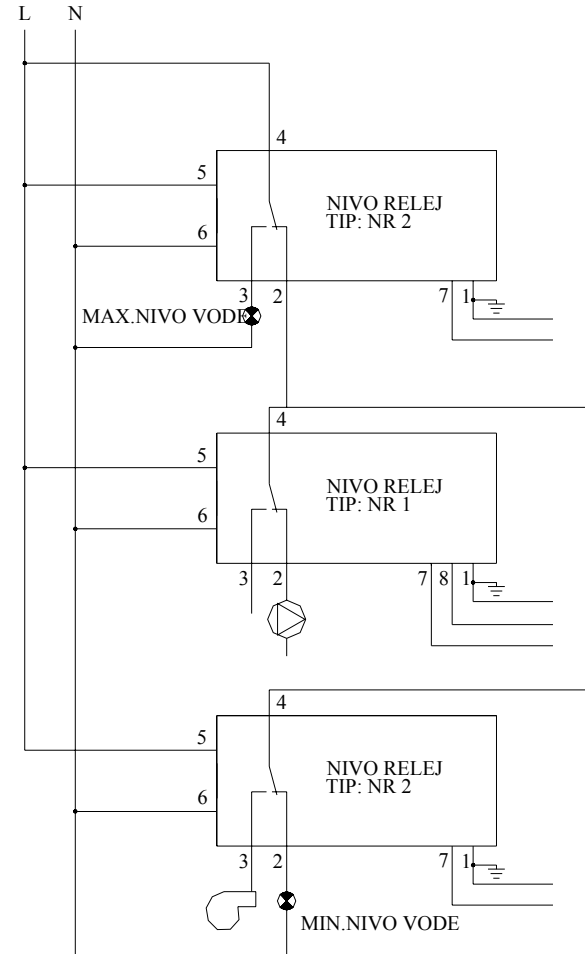 L N
4
5
NIVO RELEJ
TIP: NR 2
6
3 2 7 1
MAX.NIVO VODE
4
5
NIVO RELEJ
TIP: NR 1
6
3 2 7 8 1
4
5
NIVO RELEJ
TIP: NR 2
6
3 2 7 1
MIN.NIVO VODE